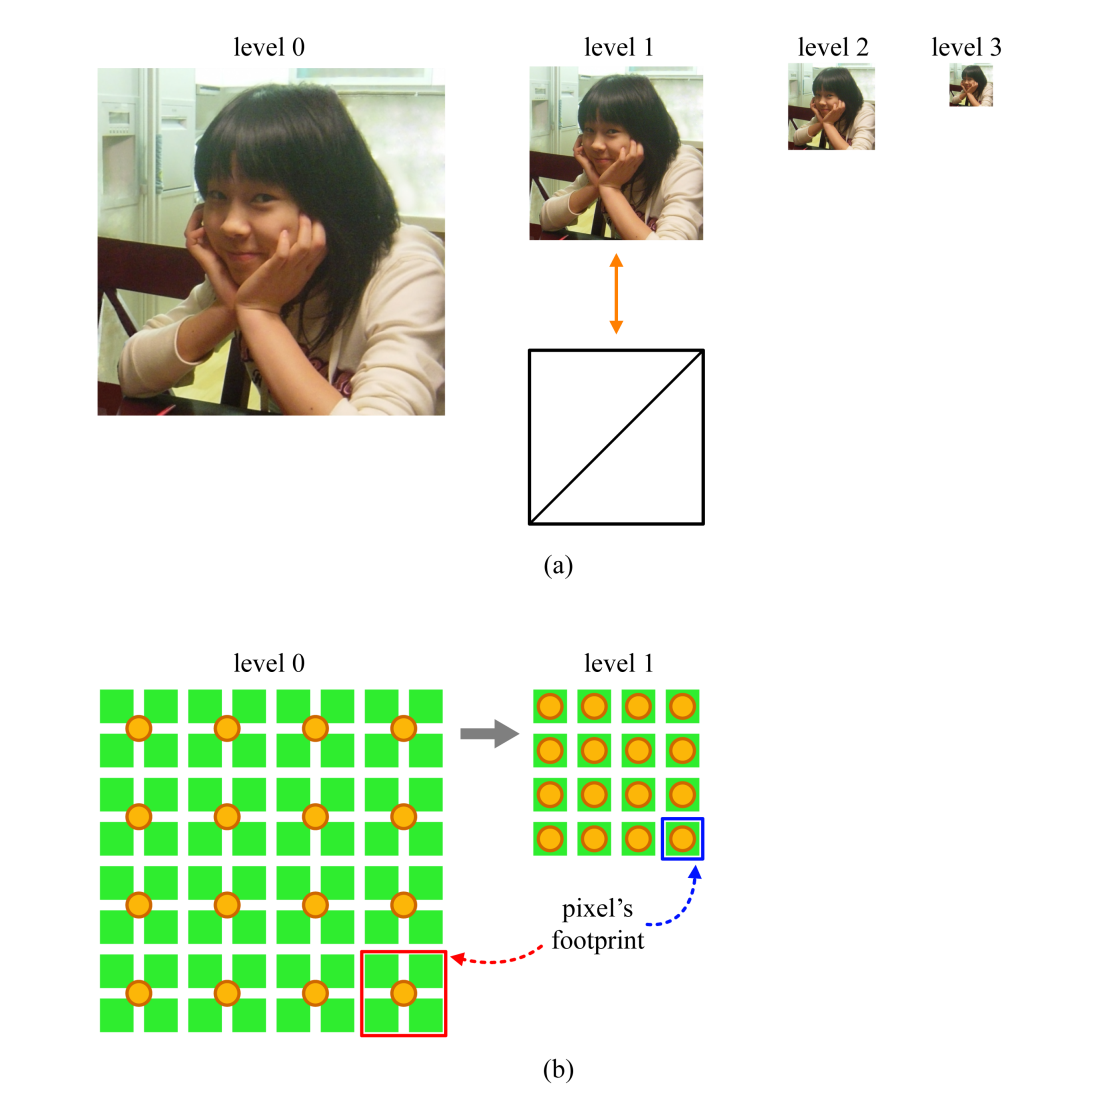 level 0
level 1
level 2
level 3
(a)
level 0
level 1
pixel’s
footprint
(b)